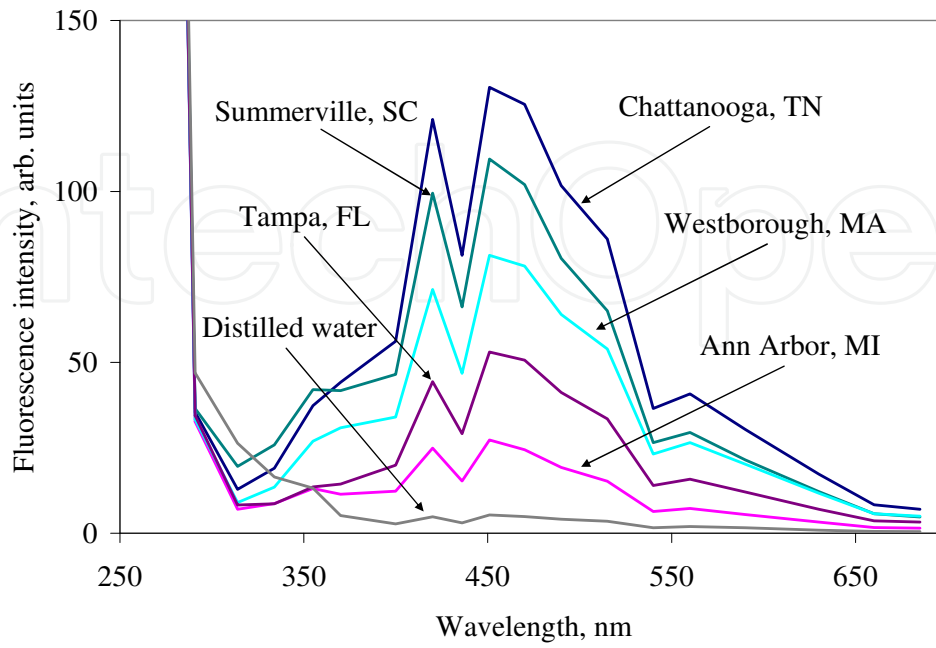 150
100
50
0
250
350
450
550
650
Fluorescence intensity, arb. units
Wavelength, nm
Summerville, SC
Chattanooga, TN
Tampa, FL
Westborough, MA
Distilled water
Ann Arbor, MI